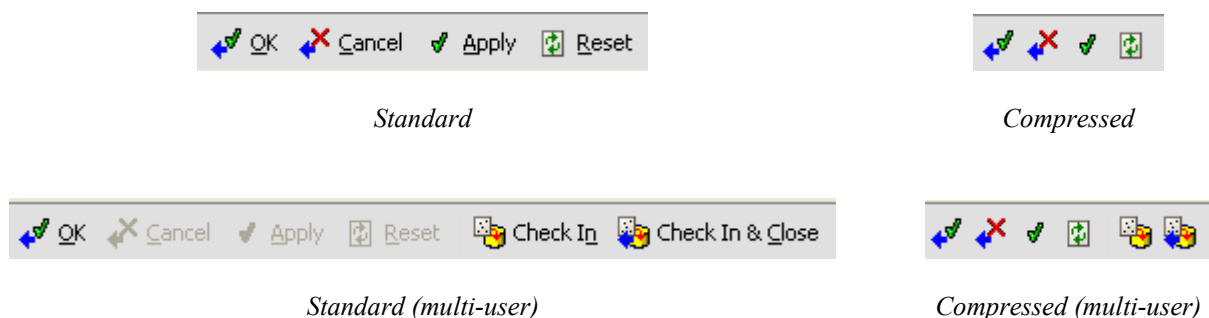 OK Cancel Apply Reset
Standard
Compressed
OK Cancel Apply Reset Check In Check In & Close
Standard (multi-user)
Compressed (multi-user)